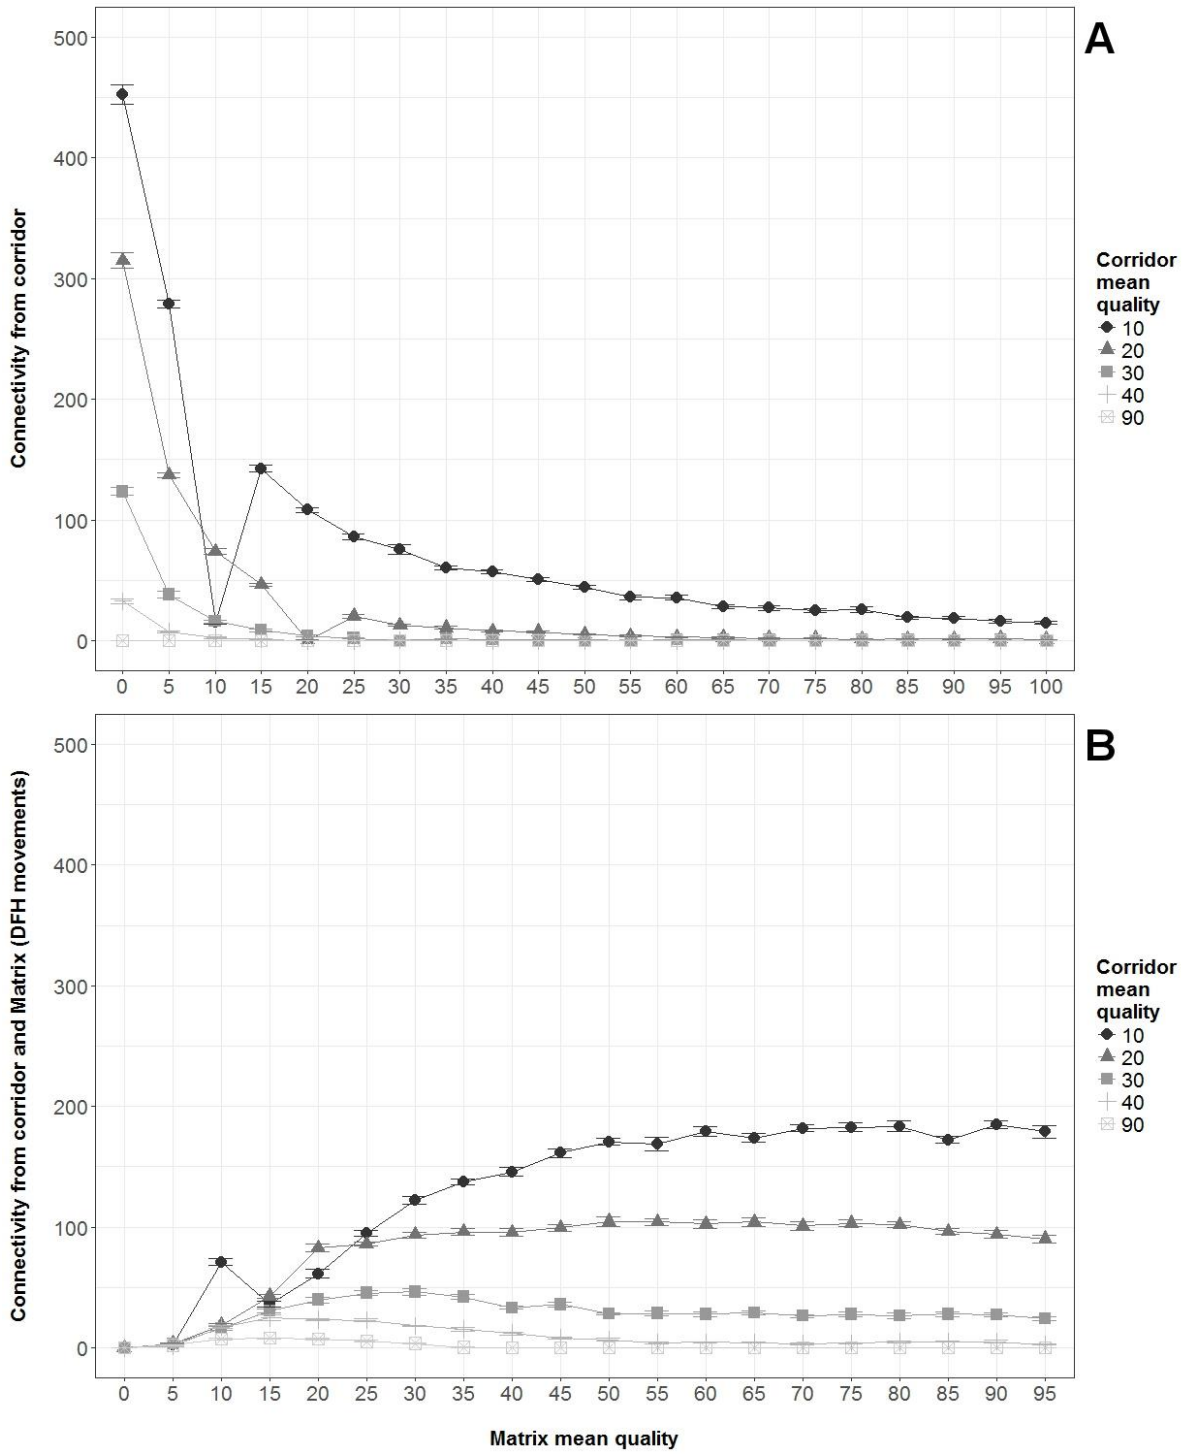 A
500
400
300
200
100
0
Connectivity from corridor
0 5 10 15 20 25 30 35 40 45 50 55 60 65 70 75 80 85 90 95 100
Corridor
mean
quality
10
20
30
40
90
B
500
400
300
200
100
0
Connectivity from corridor and Matrix (DFH movements)
0 5 10 15 20 25 30 35 40 45 50 55 60 65 70 75 80 85 90 95
Matrix mean quality
Corridor
mean
quality
10
20
30
40
90